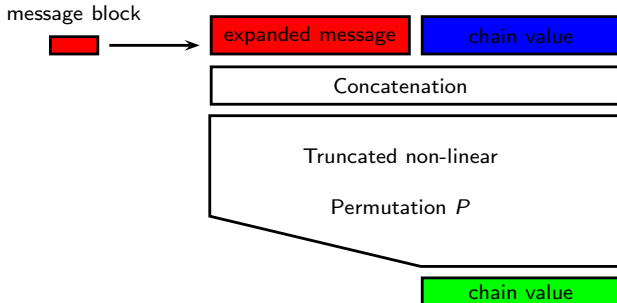 message block
expanded message
chain value
Concatenation
Truncated non-linear
Permutation P
chain value